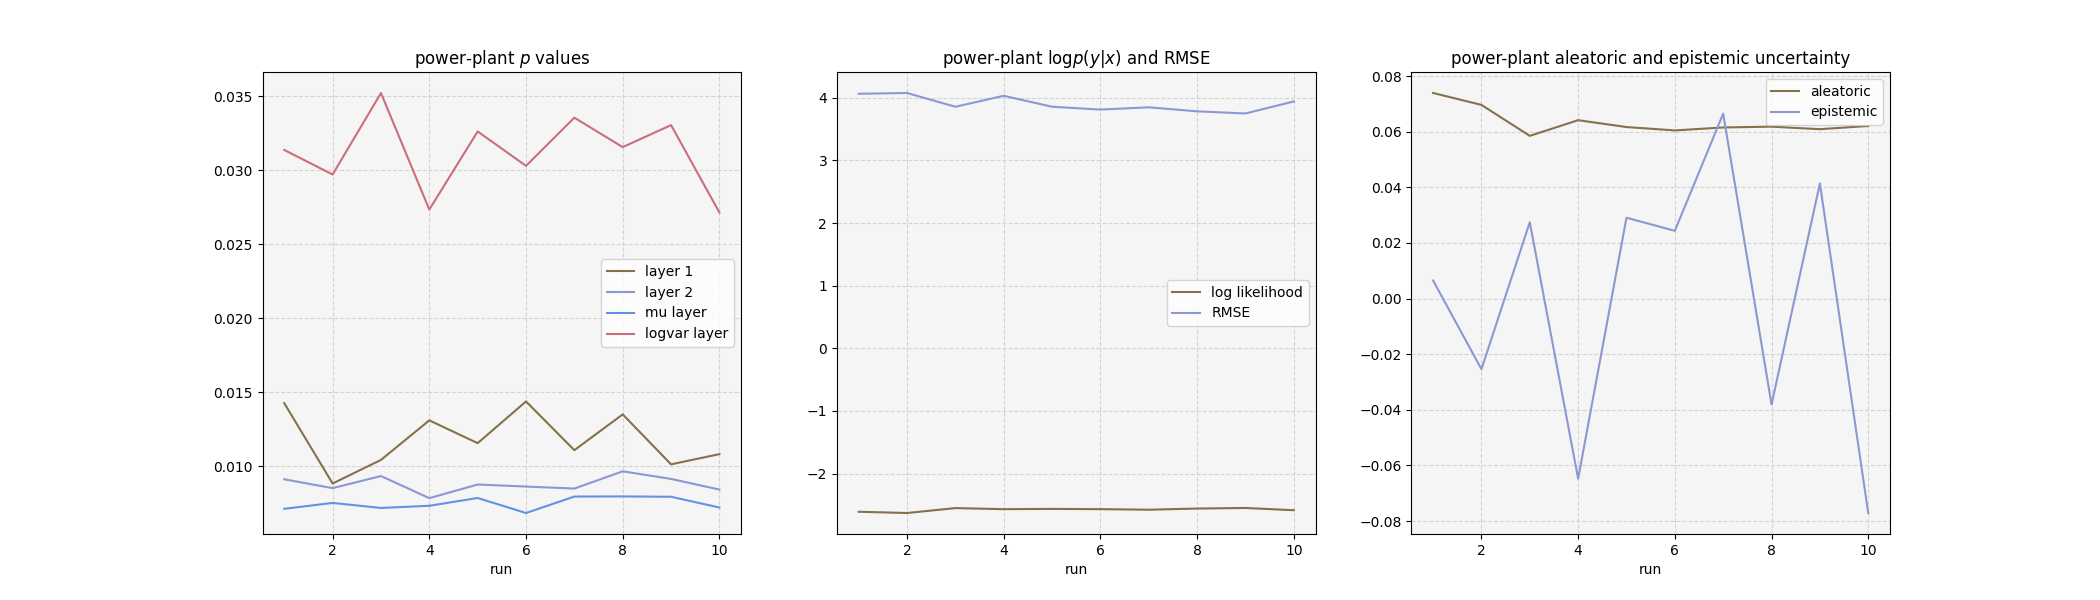 power-plant p values
0.035
0.030
0.025
0.020
0.015
0.010
layer 1
layer 2
mu layer
logvar layer
2 4 6 8 10
run
power-plant logp(y|x) and RMSE
4
3
2
1
0
−1
−2
log likelihood
RMSE
2 4 6 8 10
run
power-plant aleatoric and epistemic uncertainty
0.08
0.06
0.04
0.02
0.00
−0.02
−0.04
−0.06
−0.08
aleatoric
epistemic
2 4 6 8 10
run